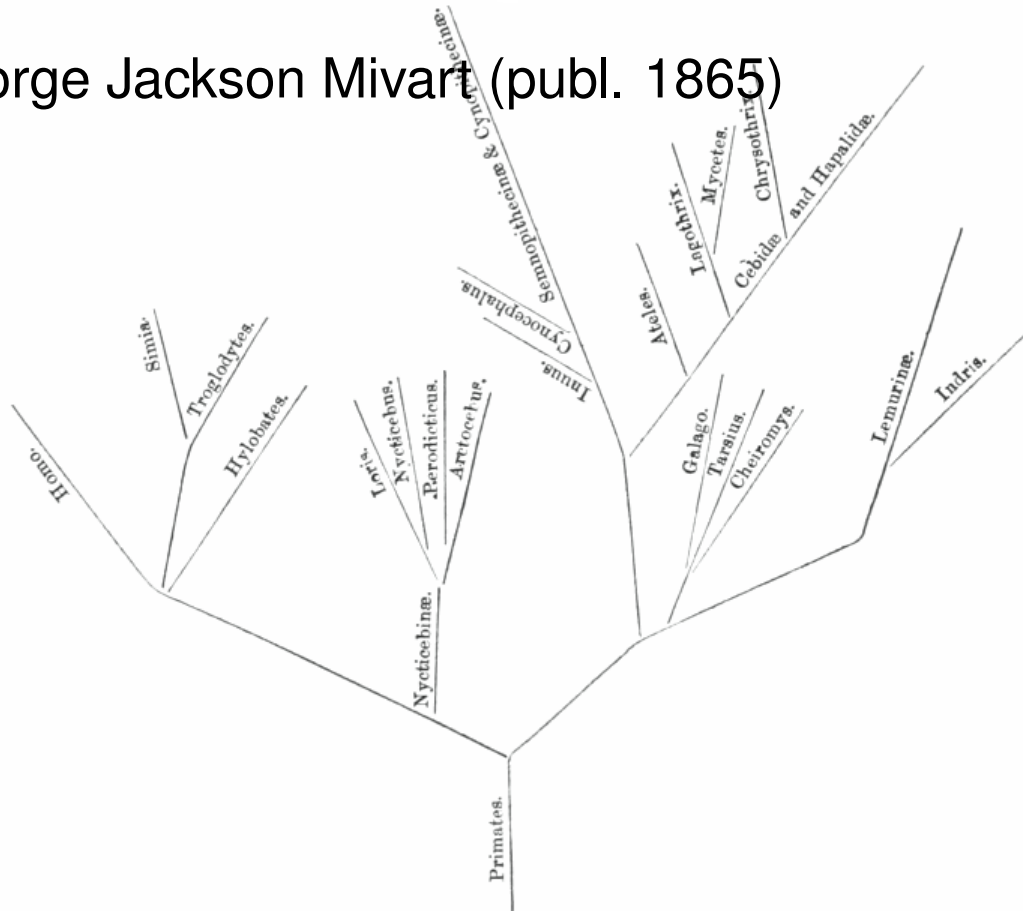 orge Jackson Mivart (publ. 1865)
Semnopithecinæ & Cynopithecinæ.
Cynocephalus.
Inuus.
Ateles.
Lagothrix.
Mycetes.
Chrysothrix.
Cebidæ and Hapalidæ.
Simia.
Troglodytes.
Hylobates.
Homo.
Loris.
Nycticebus.
Perodicticus.
Arctocebus.
Nycticebinæ.
Galago.
Tarsius.
Cheiromys.
Lemurinæ.
Indris.
Primates.